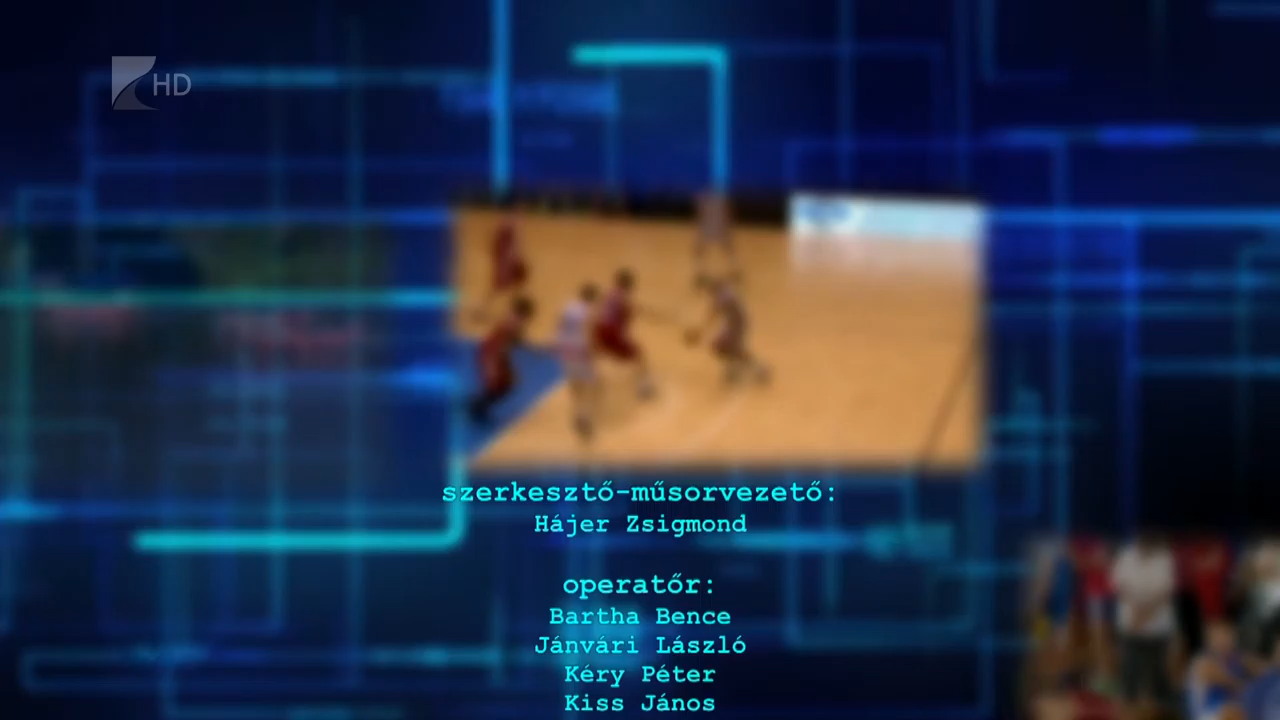 HD
szerkesztő-műsorvezető:
Hájer Zsigmond
operatőr:
Bartha Bence
Jánvári László
Kéry Péter
Kiss János